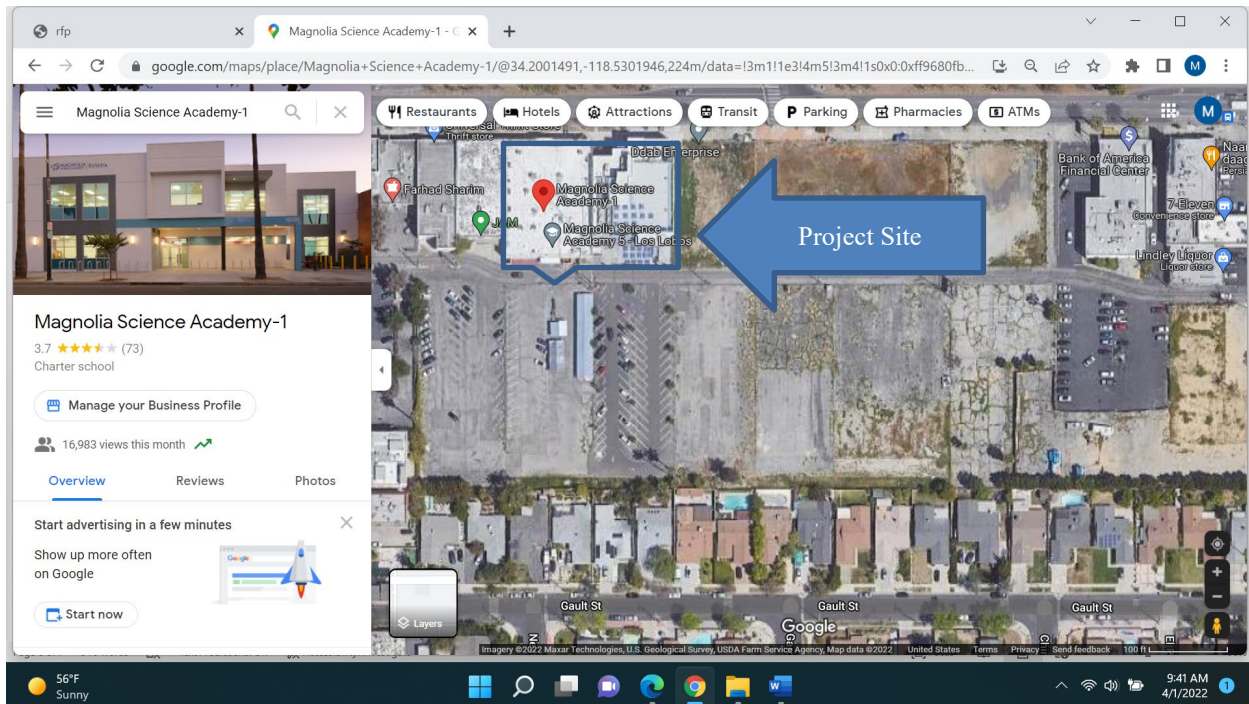 rfp
Magnolia Science Academy-1 - G
google.com/maps/place/Magnolia+Science+Academy-1/@34.2001491,-118.5301946,224m/data=!3m1!1e3!4m5!3m4!1s0x0:0xff9680fb...
M
Magnolia Science Academy-1
Restaurants
Hotels
Attractions
Transit
P Parking
Pharmacies
ATMs
M
Thrift store
Farhad Sharim
JAM
Magnolia Science
Academy-1
Magnolia Science
Academy 5 - Los Lobos
Project Site
Bank of America
Financial Center
7-Eleven
Convenience store
Lindley Liquor
Liquor store
Magnolia Science Academy-1
3.7 (73)
Charter school
Manage your Business Profile
16,983 views this month
Overview
Reviews
Photos
Start advertising in a few minutes
Show up more often
on Google
Google
Start now
Layers
Gault St
Gault St
Gault St
Google
Imagery ©2022 Maxar Technologies, U.S. Geological Survey, USDA Farm Service Agency, Map data ©2022
United States
Terms
Privacy
Send feedback
100 ft
56°F
Sunny
W
9:41 AM
4/1/2022
1